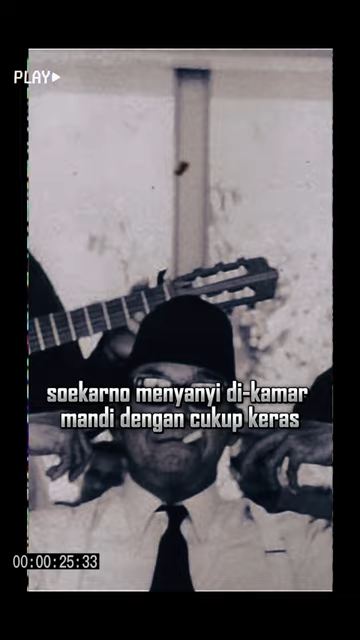 PLAY
soekarno menyanyi di-kamar
mandi dengan cukup keras
00:00:25:33